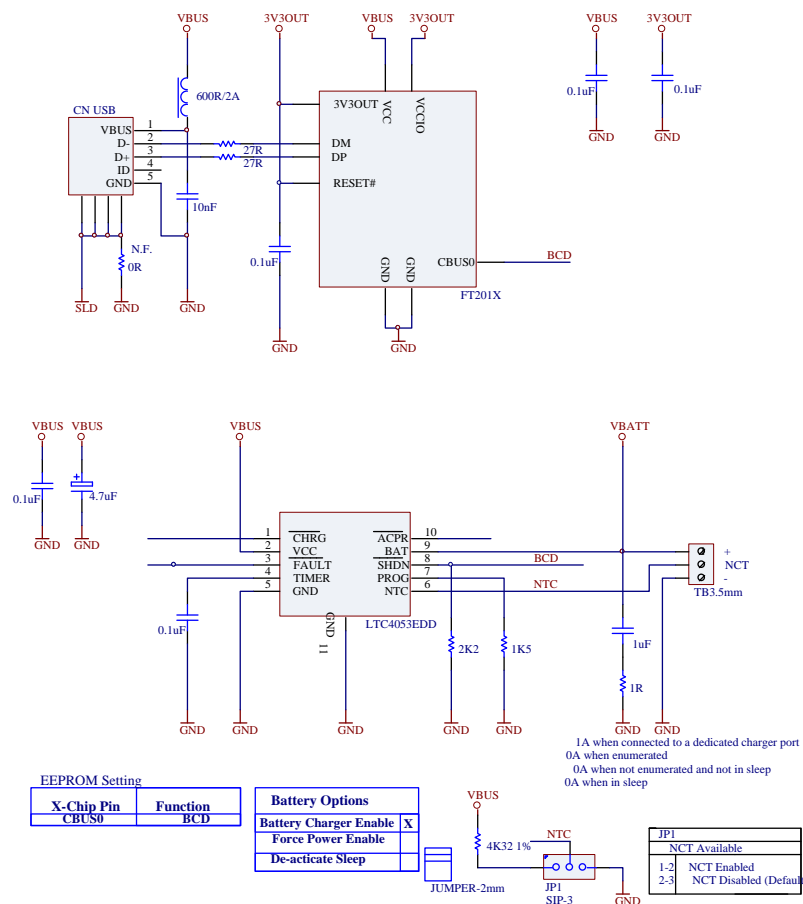 VBUS 3V3OUT VBUS 3V3OUT VBUS 3V3OUT
600R/2A
0.1uF 0.1uF
GND GND
CN USB
VBUS 1
D- 2
D+ 3
ID 4
GND 5
27R
27R
10nF
N.F.
0R
SLD GND GND
0.1uF
GND
3V3OUT
VCC
VCCIO
DM
DP
RESET#
CBUS0
GND
GND
BCD
FT201X
GND
VBUS VBUS VBUS VBATT
0.1uF 4.7uF
+
GND GND
1 CHRG
2 VCC
3 FAULT
4 TIMER
5 GND
GND 11
ACPR 10
BAT 9
SHDN 8
PROG 7
NTC 6
LTC4053EDD
BCD
NTC
+
NCT
-
TB3.5mm
0.1uF
2K2 1K5
1uF
1R
GND GND GND GND GND GND GND
1A when connected to a dedicated charger port
0A when enumerated
0A when not enumerated and not in sleep
0A when in sleep
EEPROM Setting
X-Chip Pin Function
CBUS0 BCD
Battery Options
Battery Charger Enable X
Force Power Enable
De-acticate Sleep
JUMPER-2mm
VBUS
4K32 1%
NTC
JP1
SIP-3
GND
JP1
NCT Available
1-2 NCT Enabled
2-3 NCT Disabled (Defaul